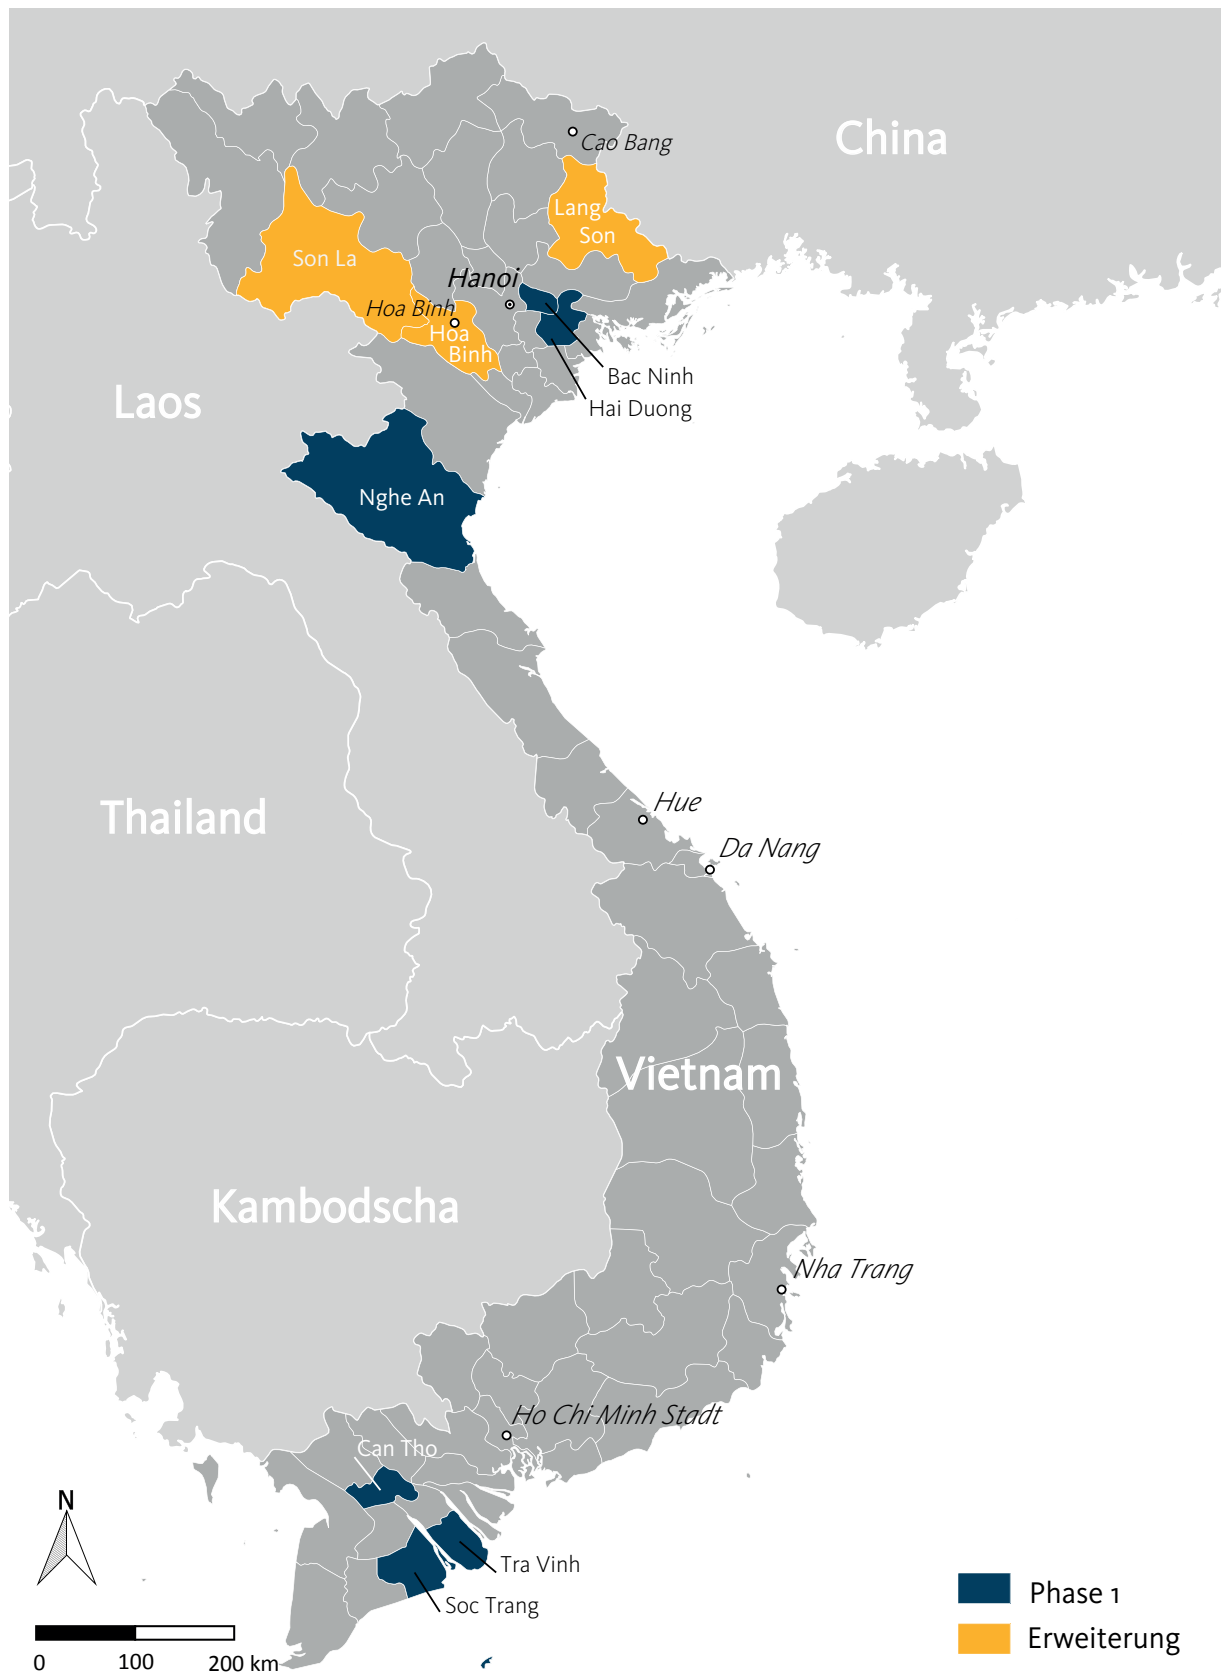 China
Cao Bang
Lang
Son
Son La
Hanoi
Hoa Binh
Hoa
Binh
Bac Ninh
Hai Duong
Laos
Nghe An
Thailand
Hue
Da Nang
Vietnam
Kambodscha
Nha Trang
Ho Chi Minh Stadt
Can Tho
N
Tra Vinh
Soc Trang
Phase 1
Erweiterung
0 100 200 km